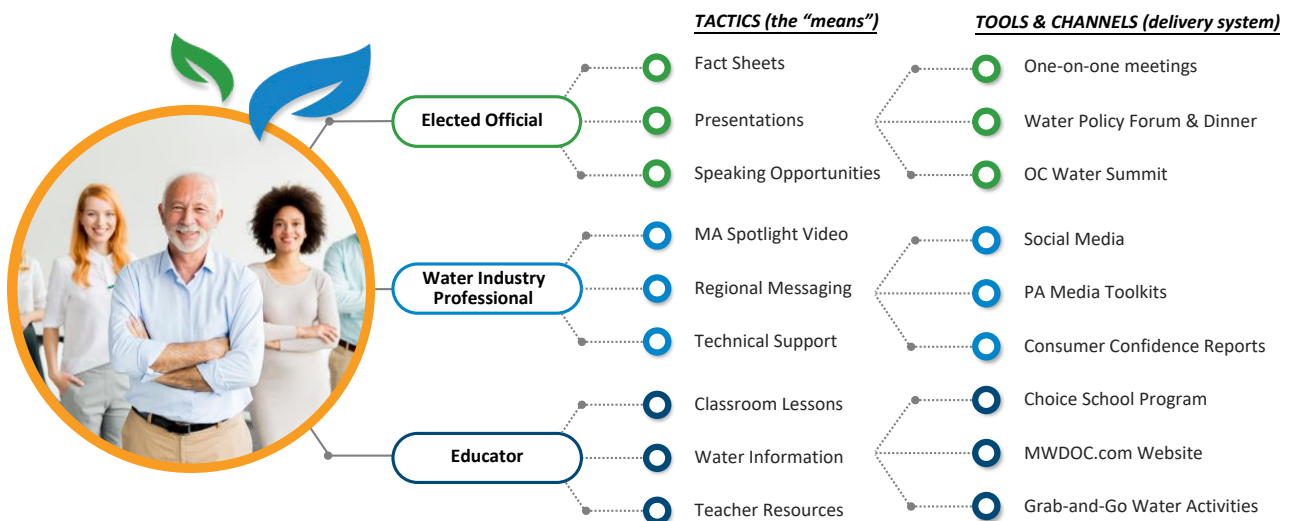 TACTICS (the “means”)
TOOLS & CHANNELS (delivery system)
Elected Official
Fact Sheets
Presentations
Speaking Opportunities
One-on-one meetings
Water Policy Forum & Dinner
OC Water Summit
Water Industry
Professional
MA Spotlight Video
Regional Messaging
Technical Support
Social Media
PA Media Toolkits
Consumer Confidence Reports
Educator
Classroom Lessons
Water Information
Teacher Resources
Choice School Program
MWDOC.com Website
Grab-and-Go Water Activities